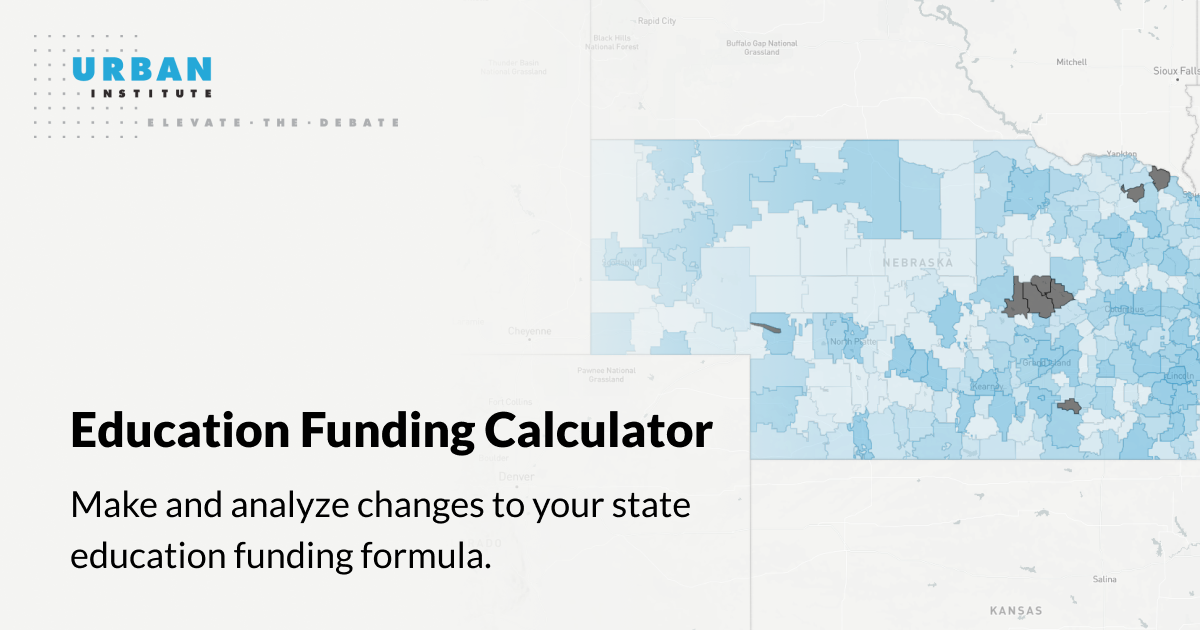 URBAN
INSTITUTE
ELEVATE · THE · DEBATE
Rapid City
Black Hills
National Forest
Buffalo Gap National
Grassland
Mitchell
Sioux Falls
Yankton
NEBRASKA
Columbus
Cheyenne
North Platte
Grand Island
Lincoln
Kearney
Pawnee National
Grassland
Fort Collins
Education Funding Calculator
Denver
Make and analyze changes to your state
education funding formula.
Salina
KANSAS